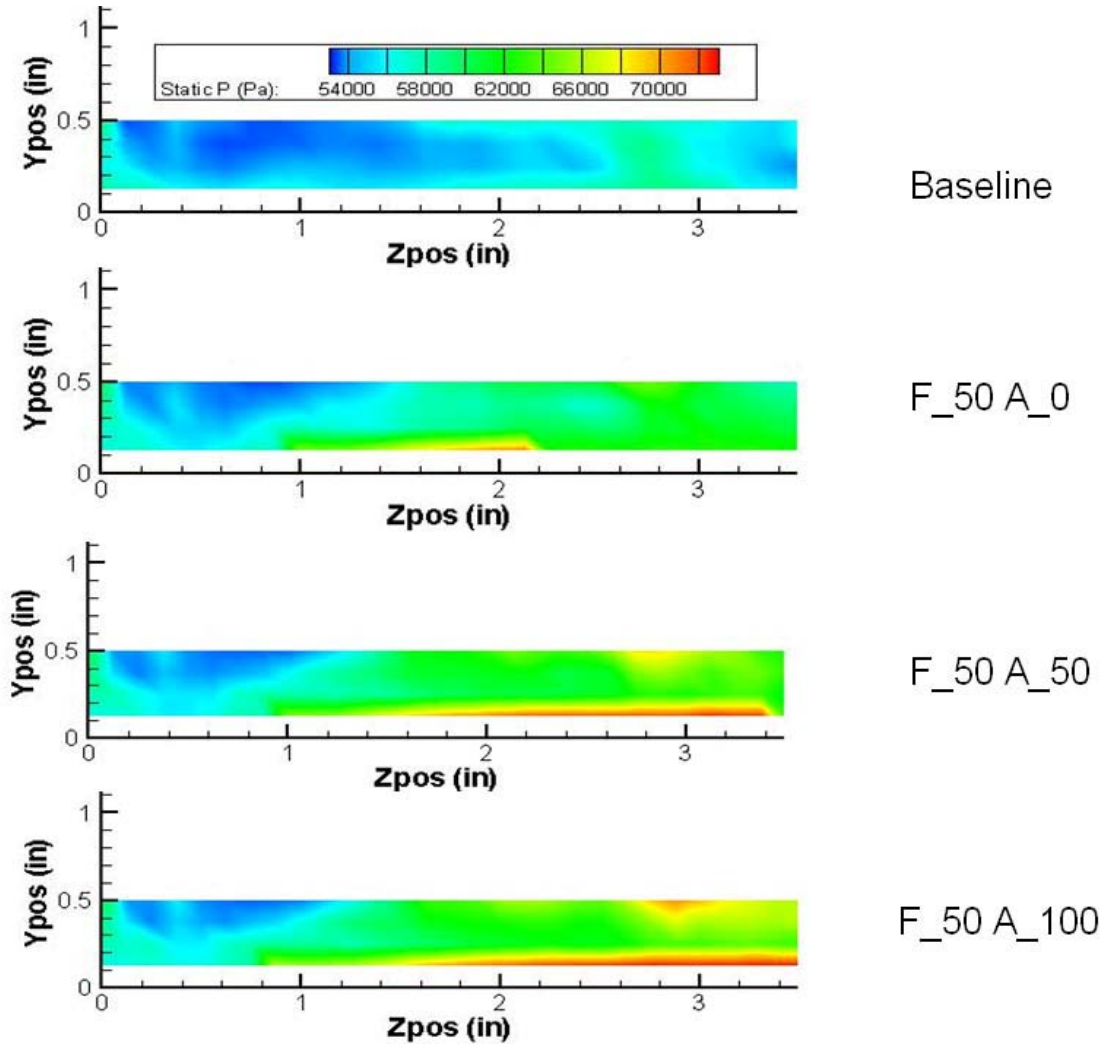 1
Static P (Pa): 54000 58000 62000 66000 70000
0.5
Ypos (in)
0
0 1 2 3
Zpos (in)
Baseline
1
0.5
Ypos (in)
0
0 1 2 3
Zpos (in)
F_50 A_0
1
0.5
Ypos (in)
0
0 1 2 3
Zpos (in)
F_50 A_50
1
0.5
Ypos (in)
0
0 1 2 3
Zpos (in)
F_50 A_100